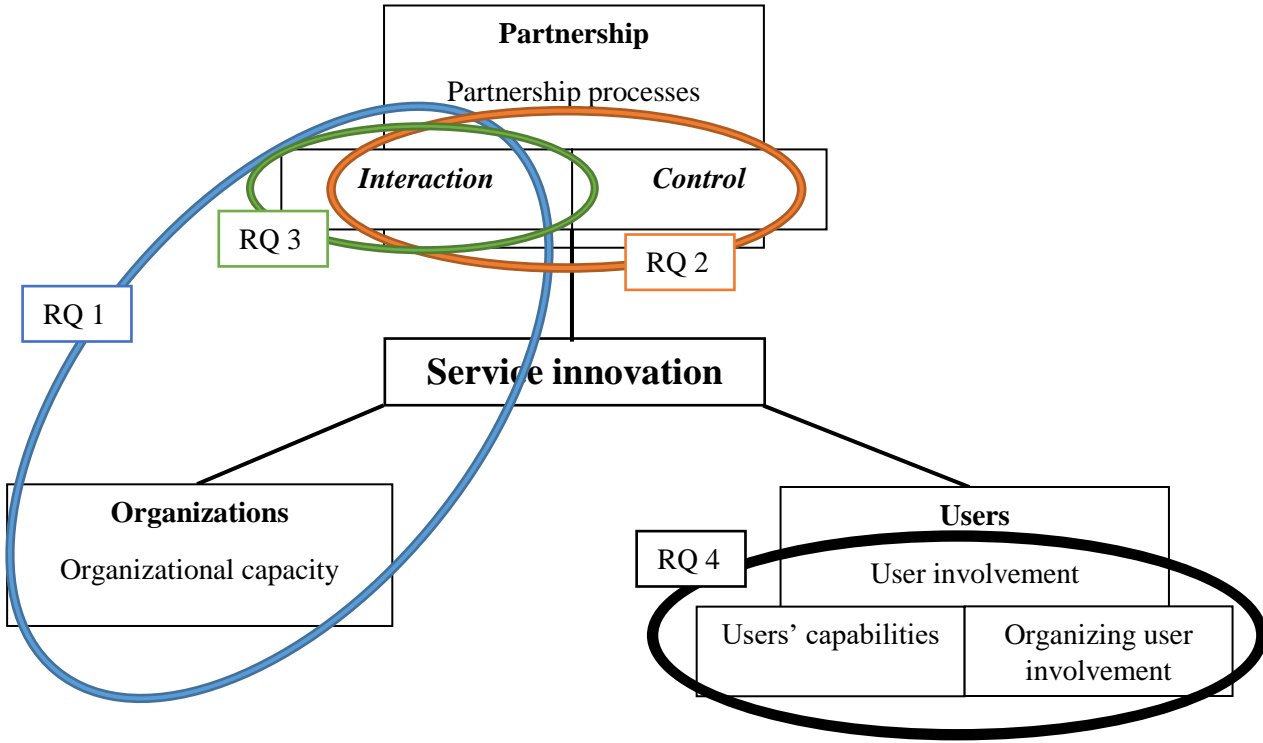 Partnership
Partnership processes
Interaction
Control
RQ 3
RQ 2
RQ 1
Service innovation
Organizations
Organizational capacity
Users
RQ 4
User involvement
Users’ capabilities
Organizing user
involvement